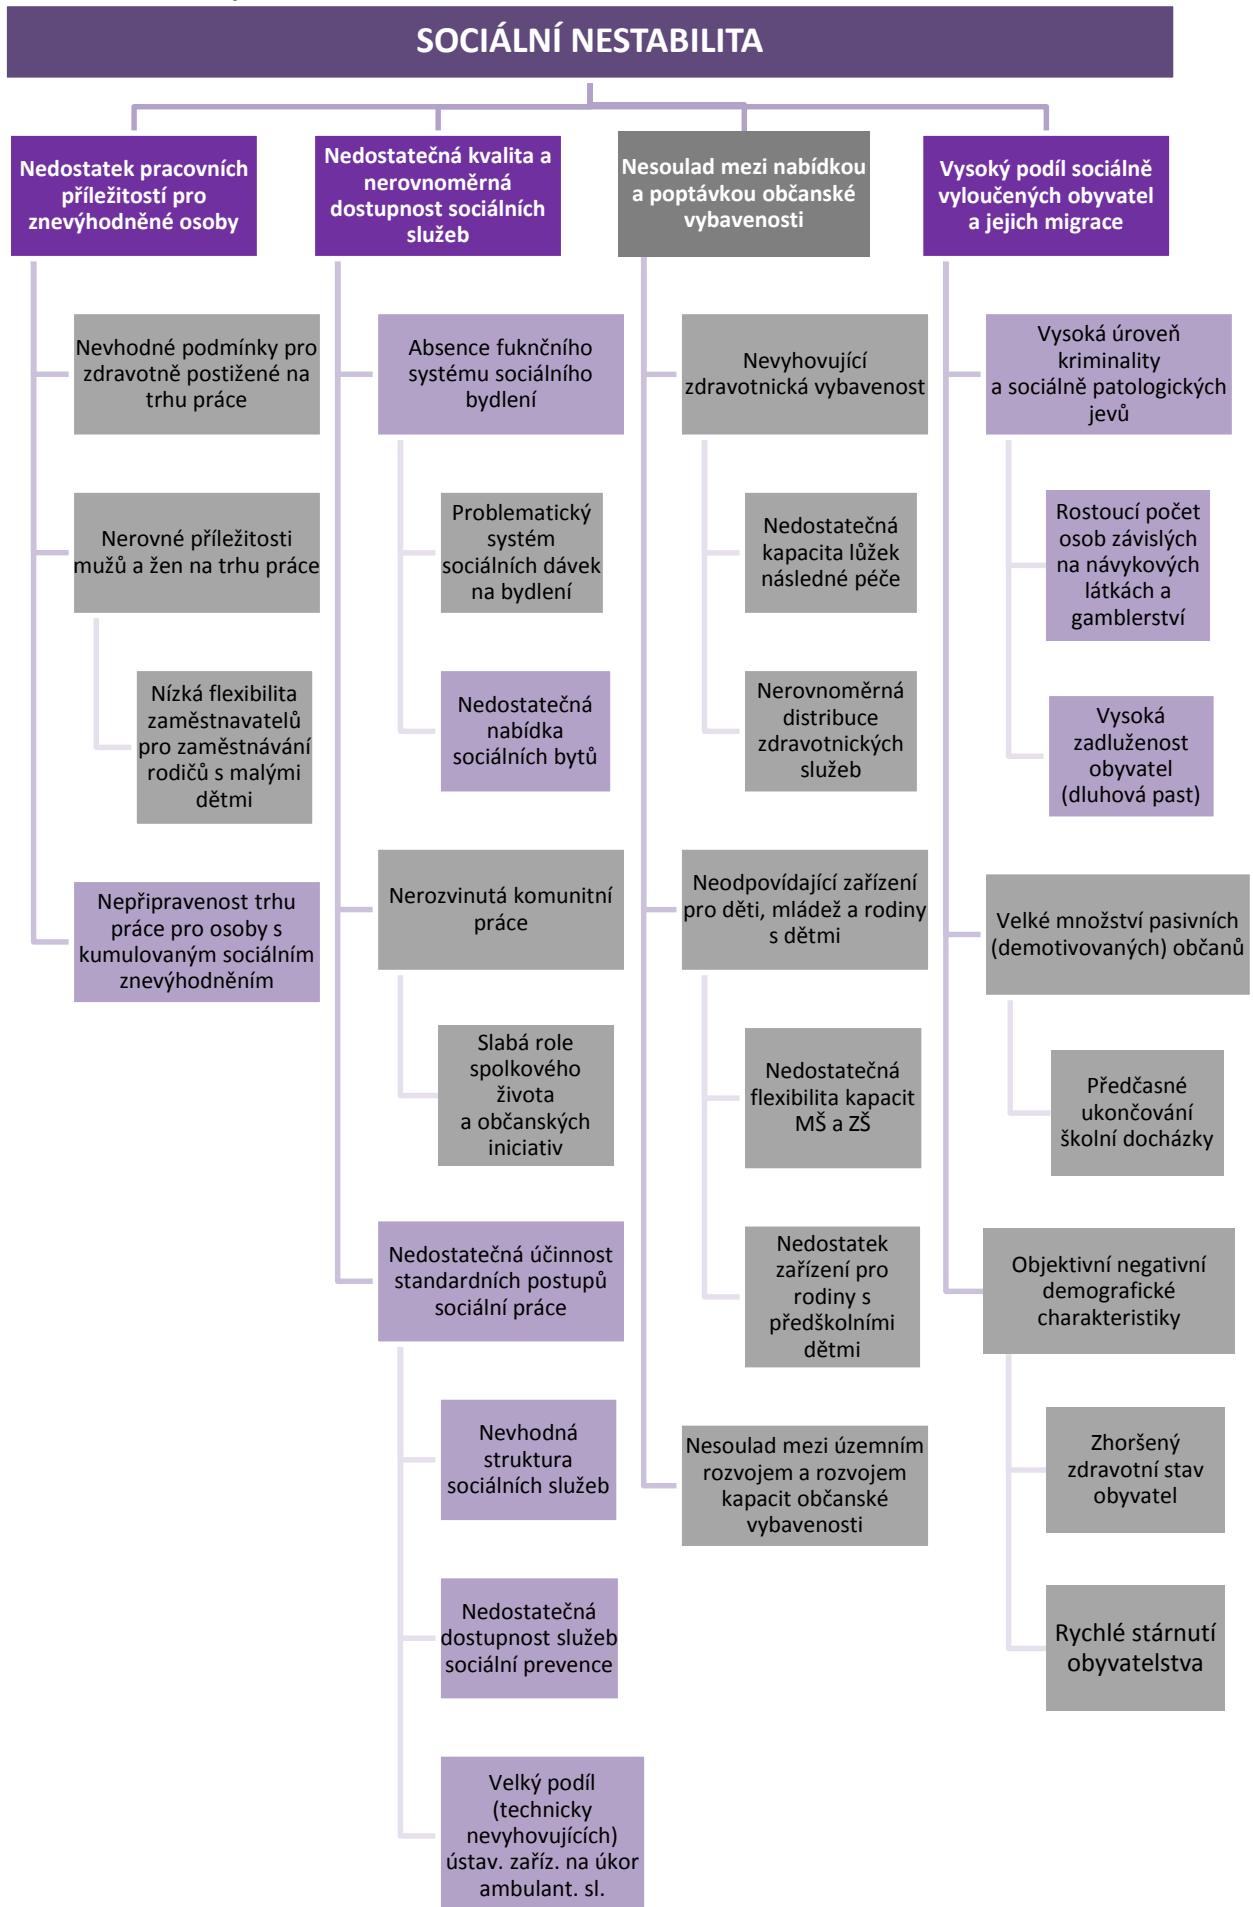 SOCIÁLNÍ NESTABILITA
Nedostatek pracovních
příležitostí pro
znevýhodněné osoby
Nevhodné podmínky pro
zdravotně postižené na
trhu práce
Nerovné příležitosti
mužů a žen na trhu práce
Nízká flexibilita
zaměstnavatelů
pro zaměstnávání
rodičů s malými
dětmi
Nepřipravenost trhu
práce pro osoby s
kumulovaným sociálním
znevýhodněním
Nedostatečná kvalita a
nerovnoměrná
dostupnost sociálních
služeb
Absence fuknčního
systému sociálního
bydlení
Problematický
systém
sociálních dávek
na bydlení
Nedostatečná
nabídka
sociálních bytů
Nerozvinutá komunitní
práce
Slabá role
spolkového
života
a občanských
iniciativ
Nedostatečná účinnost
standardních postupů
sociální práce
Nevhodná
struktura
sociálních služeb
Nedostatečná
dostupnost služeb
sociální prevence
Velký podíl
(technicky
nevyhovujících)
ústav. zaříz. na úkor
ambulant. sl.
Nesoulad mezi nabídkou
a poptávkou občanské
vybavenosti
Nevyhovující
zdravotnická vybavenost
Nedostatečná
kapacita lůžek
následné péče
Nerovnoměrná
distribuce
zdravotnických
služeb
Neodpovídající zařízení
pro děti, mládež a rodiny
s dětmi
Nedostatečná
flexibilita kapacit
MŠ a ZŠ
Nedostatek
zařízení pro
rodiny s
předškolními
dětmi
Nesoulad mezi územním
rozvojem a rozvojem
kapacit občanské
vybavenosti
Vysoký podíl sociálně
vyloučených obyvatel
a jejich migrace
Vysoká úroveň
kriminality
a sociálně patologických
jevů
Rostoucí počet
osob závislých
na návykových
látkách a
gamblerství
Vysoká
zadluženost
obyvatel
(dluhová past)
Velké množství pasivních
(demotivovaných) občanů
Předčasné
ukončování
školní docházky
Objektivní negativní
demografické
charakteristiky
Zhoršený
zdravotní stav
obyvatel
Rychlé stárnutí
obyvatelstva